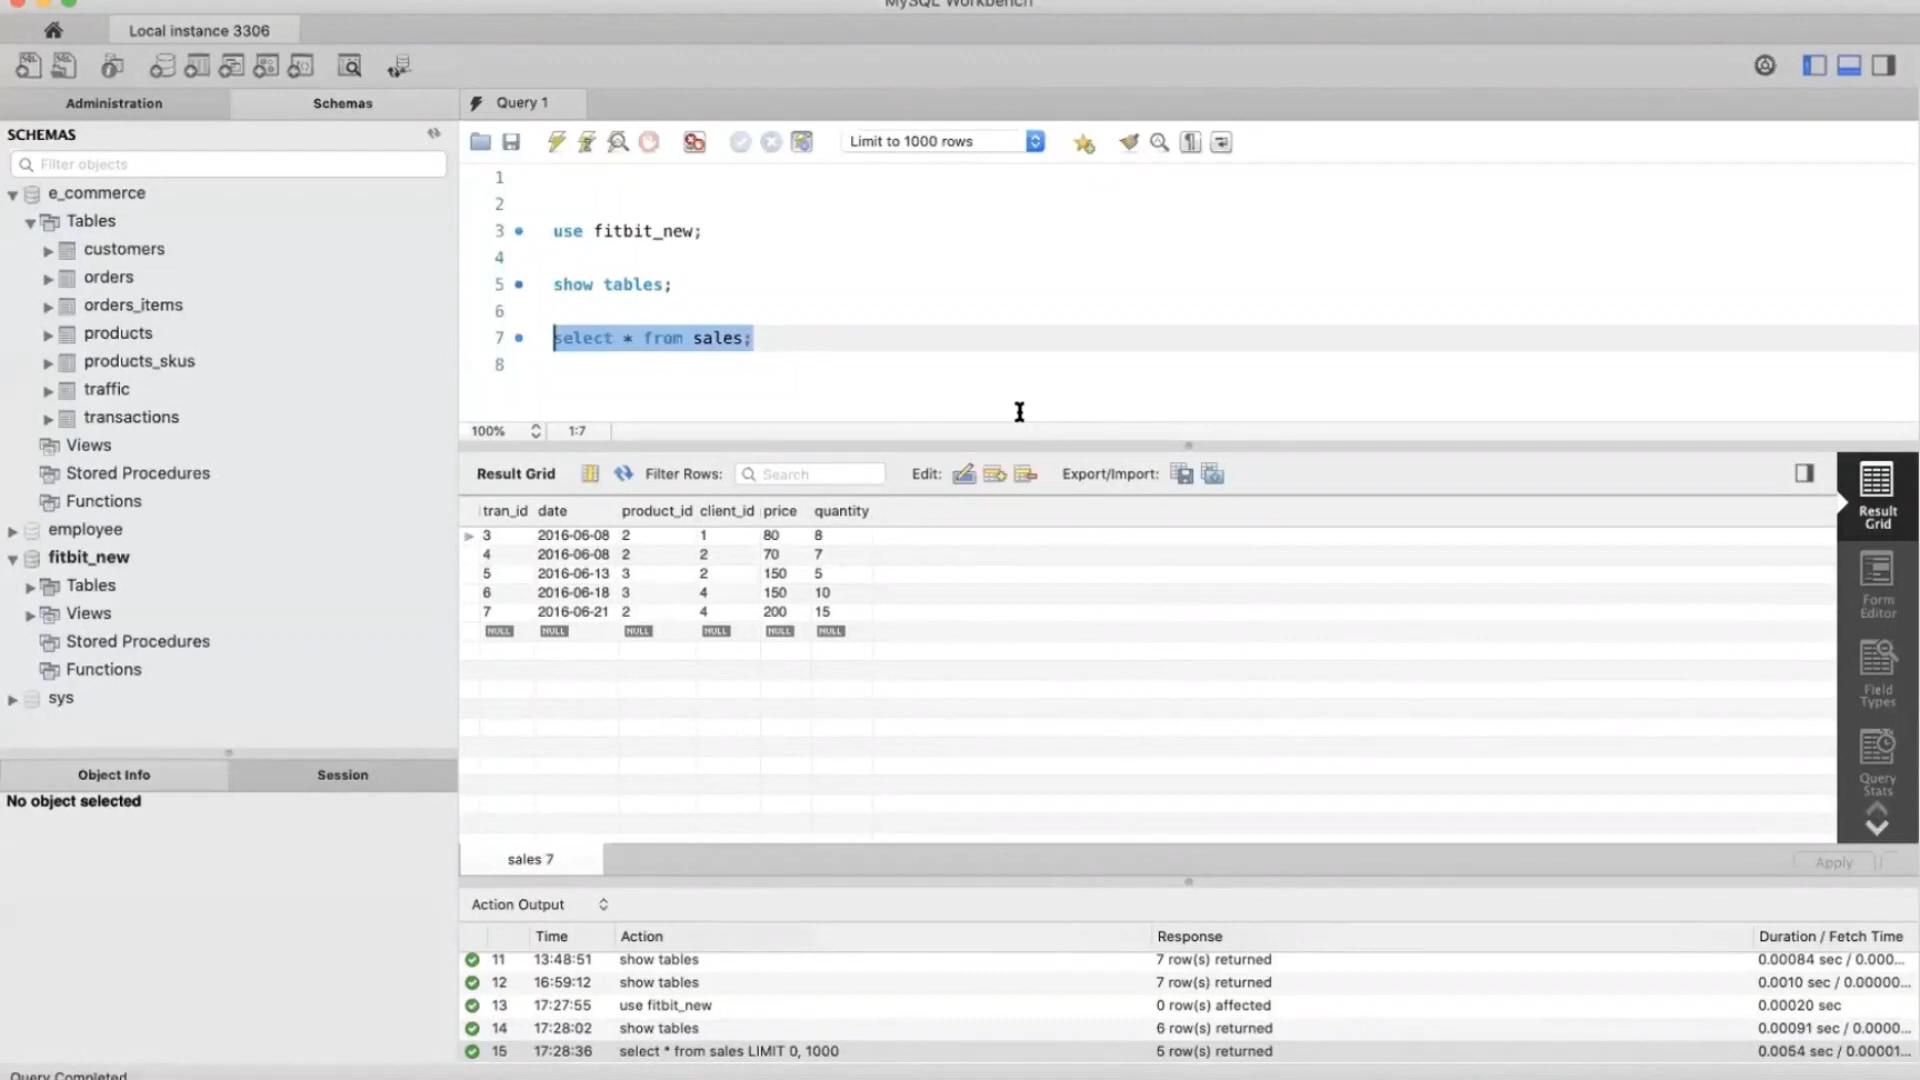 MySQL Workbench
Local instance 3306
Administration
Schemas
SCHEMAS
Filter objects
e_commerce
Tables
customers
orders
orders_items
products
products_skus
traffic
transactions
Views
Stored Procedures
Functions
employee
fitbit_new
Tables
Views
Stored Procedures
Functions
sys
Object Info
Session
No object selected
Query 1
Limit to 1000 rows
1
2
3 use fitbit_new;
4
5 show tables;
6
7 select * from sales;
8
100% 1:7
Result Grid Filter Rows: Search Edit: Export/Import:
tran_id date product_id client_id price quantity
3 2016-06-08 2 1 80 8
4 2016-06-08 2 2 70 7
5 2016-06-13 3 2 150 5
6 2016-06-18 3 4 150 10
7 2016-06-21 2 4 200 15
NULL NULL NULL NULL NULL NULL
Result
Grid
Form
Editor
Field
Types
Query
Stats
sales 7
Apply
Action Output
Time Action Response Duration / Fetch Time
11 13:48:51 show tables 7 row(s) returned 0.00084 sec / 0.000...
12 16:59:12 show tables 7 row(s) returned 0.0010 sec / 0.00000...
13 17:27:55 use fitbit_new 0 row(s) affected 0.00020 sec
14 17:28:02 show tables 6 row(s) returned 0.00091 sec / 0.0000...
15 17:28:36 select * from sales LIMIT 0, 1000 5 row(s) returned 0.0054 sec / 0.00001...
Query Completed